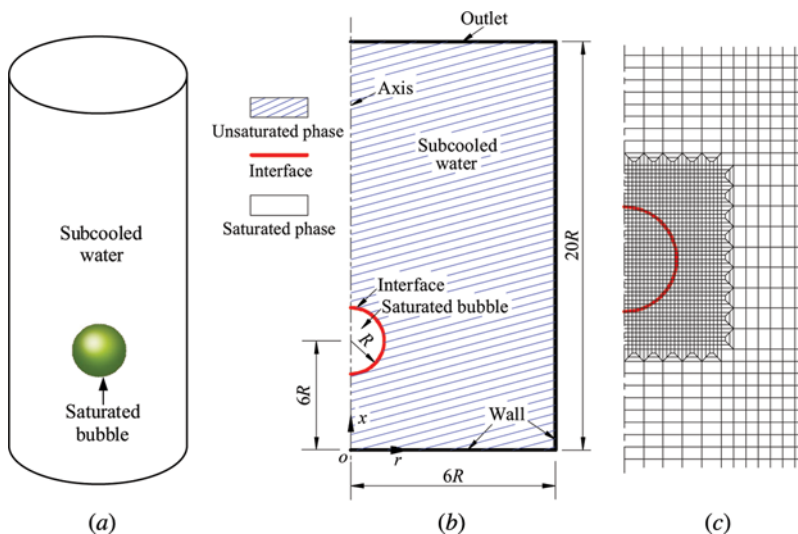 Subcooled
water
Saturated
bubble
(a)
Unsaturated phase
Interface
Saturated phase
Outlet
Axis
Subcooled
water
Interface
Saturated bubble
R
6R
x
o
r
Wall
20R
6R
(b)
(c)